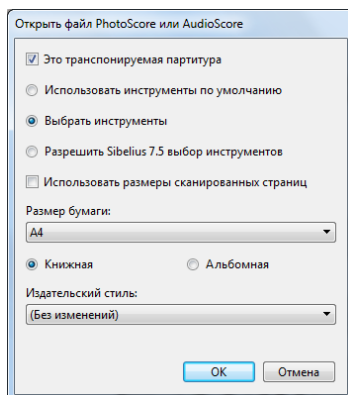 Открыть файл PhotoScore или AudioScore
Это транспонируемая партитура
Использовать инструменты по умолчанию
Выбрать инструменты
Разрешить Sibelius 7.5 выбор инструментов
Использовать размеры сканированных страниц
Размер бумаги:
A4
Книжная Альбомная
Издательский стиль:
(Без изменений)
OK Отмена